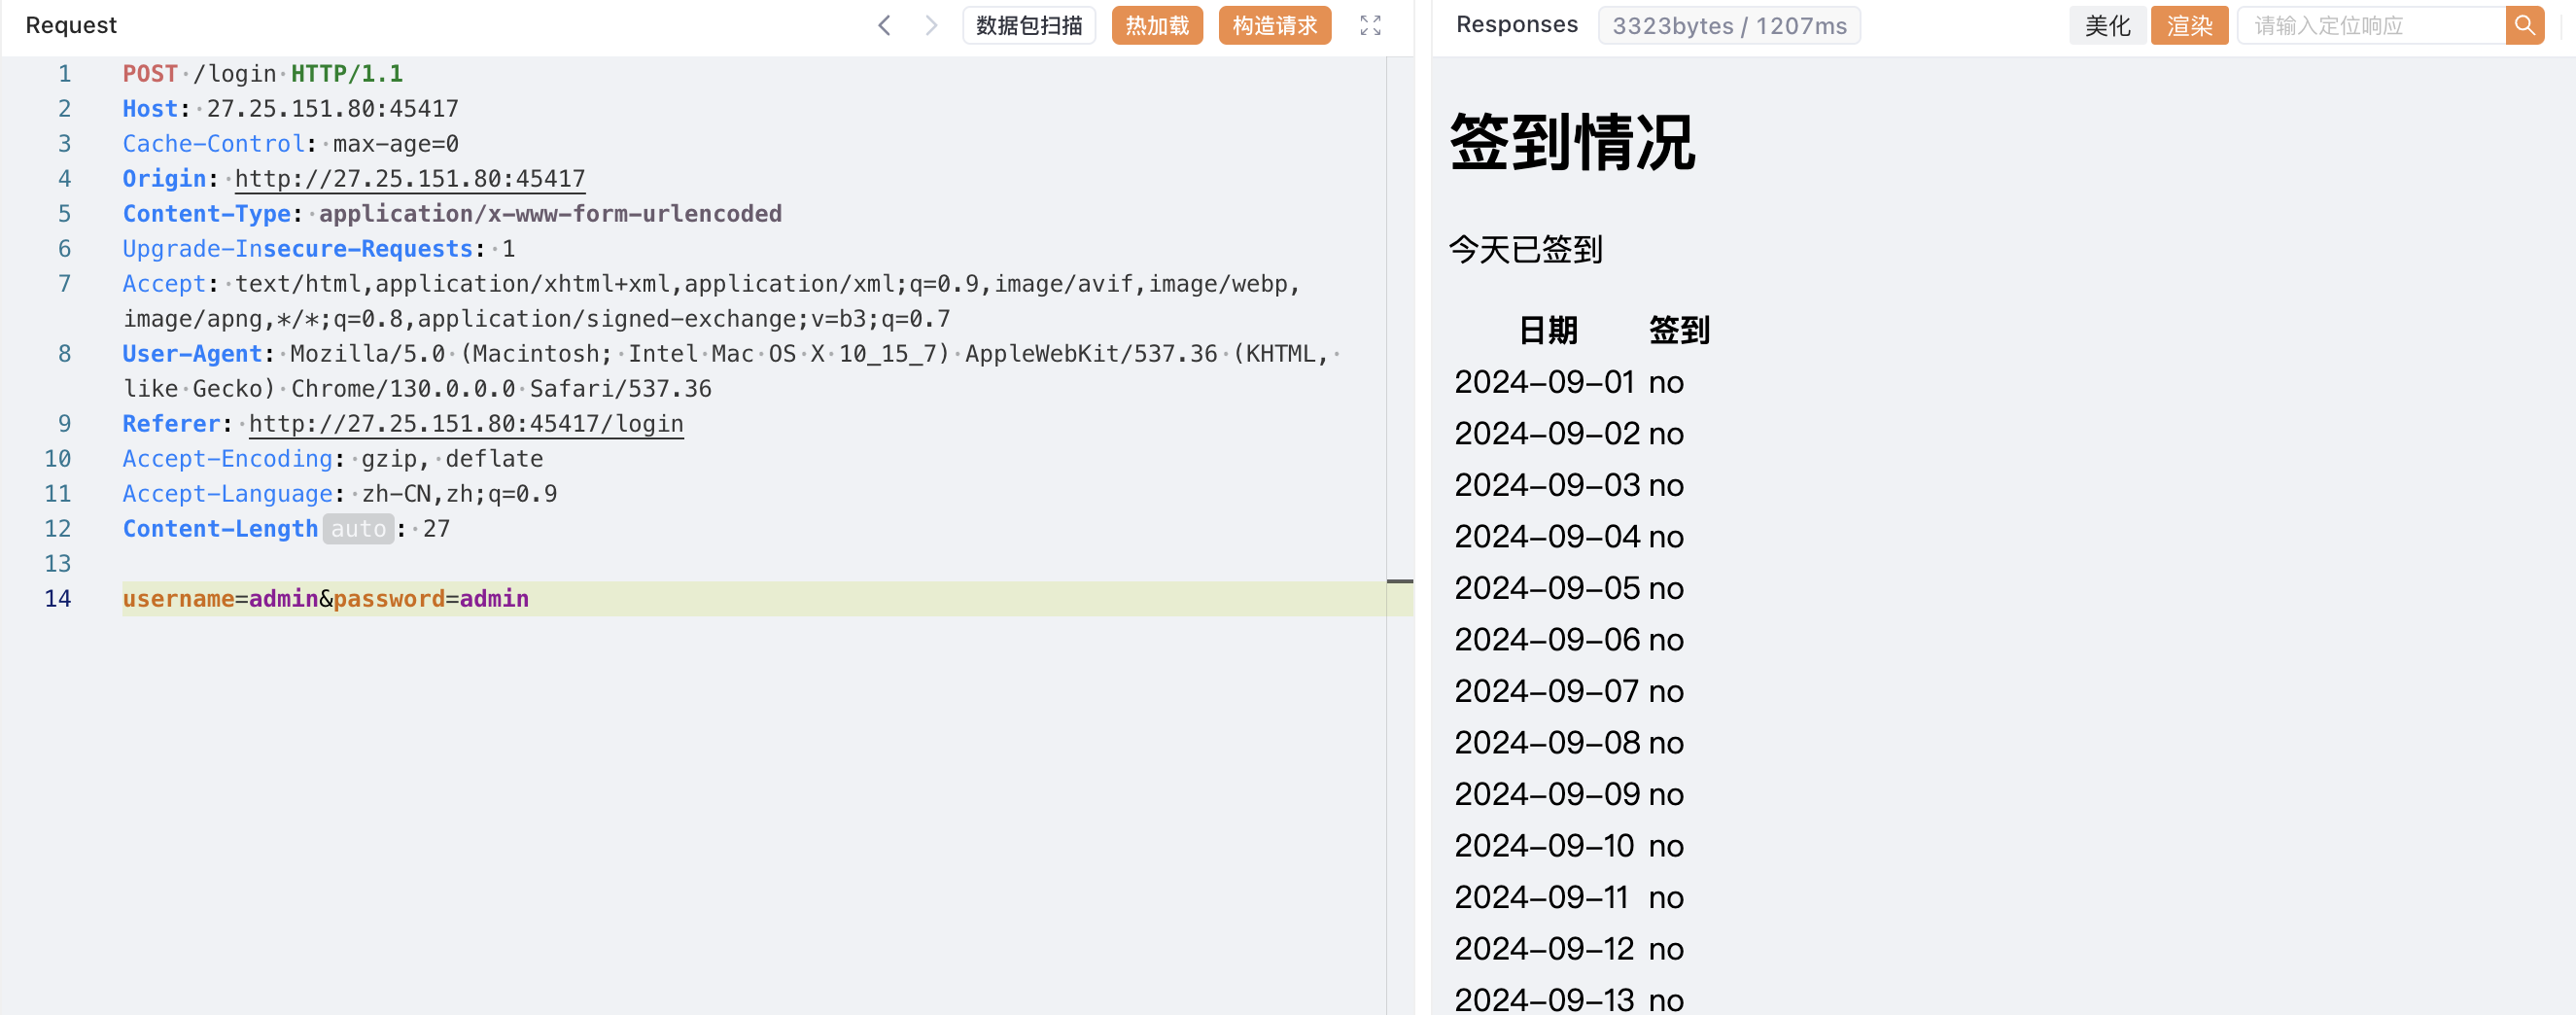 Request
数据包扫描
热加载
构造请求
1 POST /login HTTP/1.1
2 Host: 27.25.151.80:45417
3 Cache-Control: max-age=0
4 Origin: http://27.25.151.80:45417
5 Content-Type: application/x-www-form-urlencoded
6 Upgrade-Insecure-Requests: 1
7 Accept: text/html,application/xhtml+xml,application/xml;q=0.9,image/avif,image/webp,
image/apng,*/*;q=0.8,application/signed-exchange;v=b3;q=0.7
8 User-Agent: Mozilla/5.0 (Macintosh; Intel Mac OS X 10_15_7) AppleWebKit/537.36 (KHTML,
like Gecko) Chrome/130.0.0.0 Safari/537.36
9 Referer: http://27.25.151.80:45417/login
10 Accept-Encoding: gzip, deflate
11 Accept-Language: zh-CN,zh;q=0.9
12 Content-Length auto : 27
13
14 username=admin&password=admin
Responses
3323bytes / 1207ms
美化
渲染
请输入定位响应
签到情况
今天已签到
日期 签到
2024-09-01 no
2024-09-02 no
2024-09-03 no
2024-09-04 no
2024-09-05 no
2024-09-06 no
2024-09-07 no
2024-09-08 no
2024-09-09 no
2024-09-10 no
2024-09-11 no
2024-09-12 no
2024-09-13 no